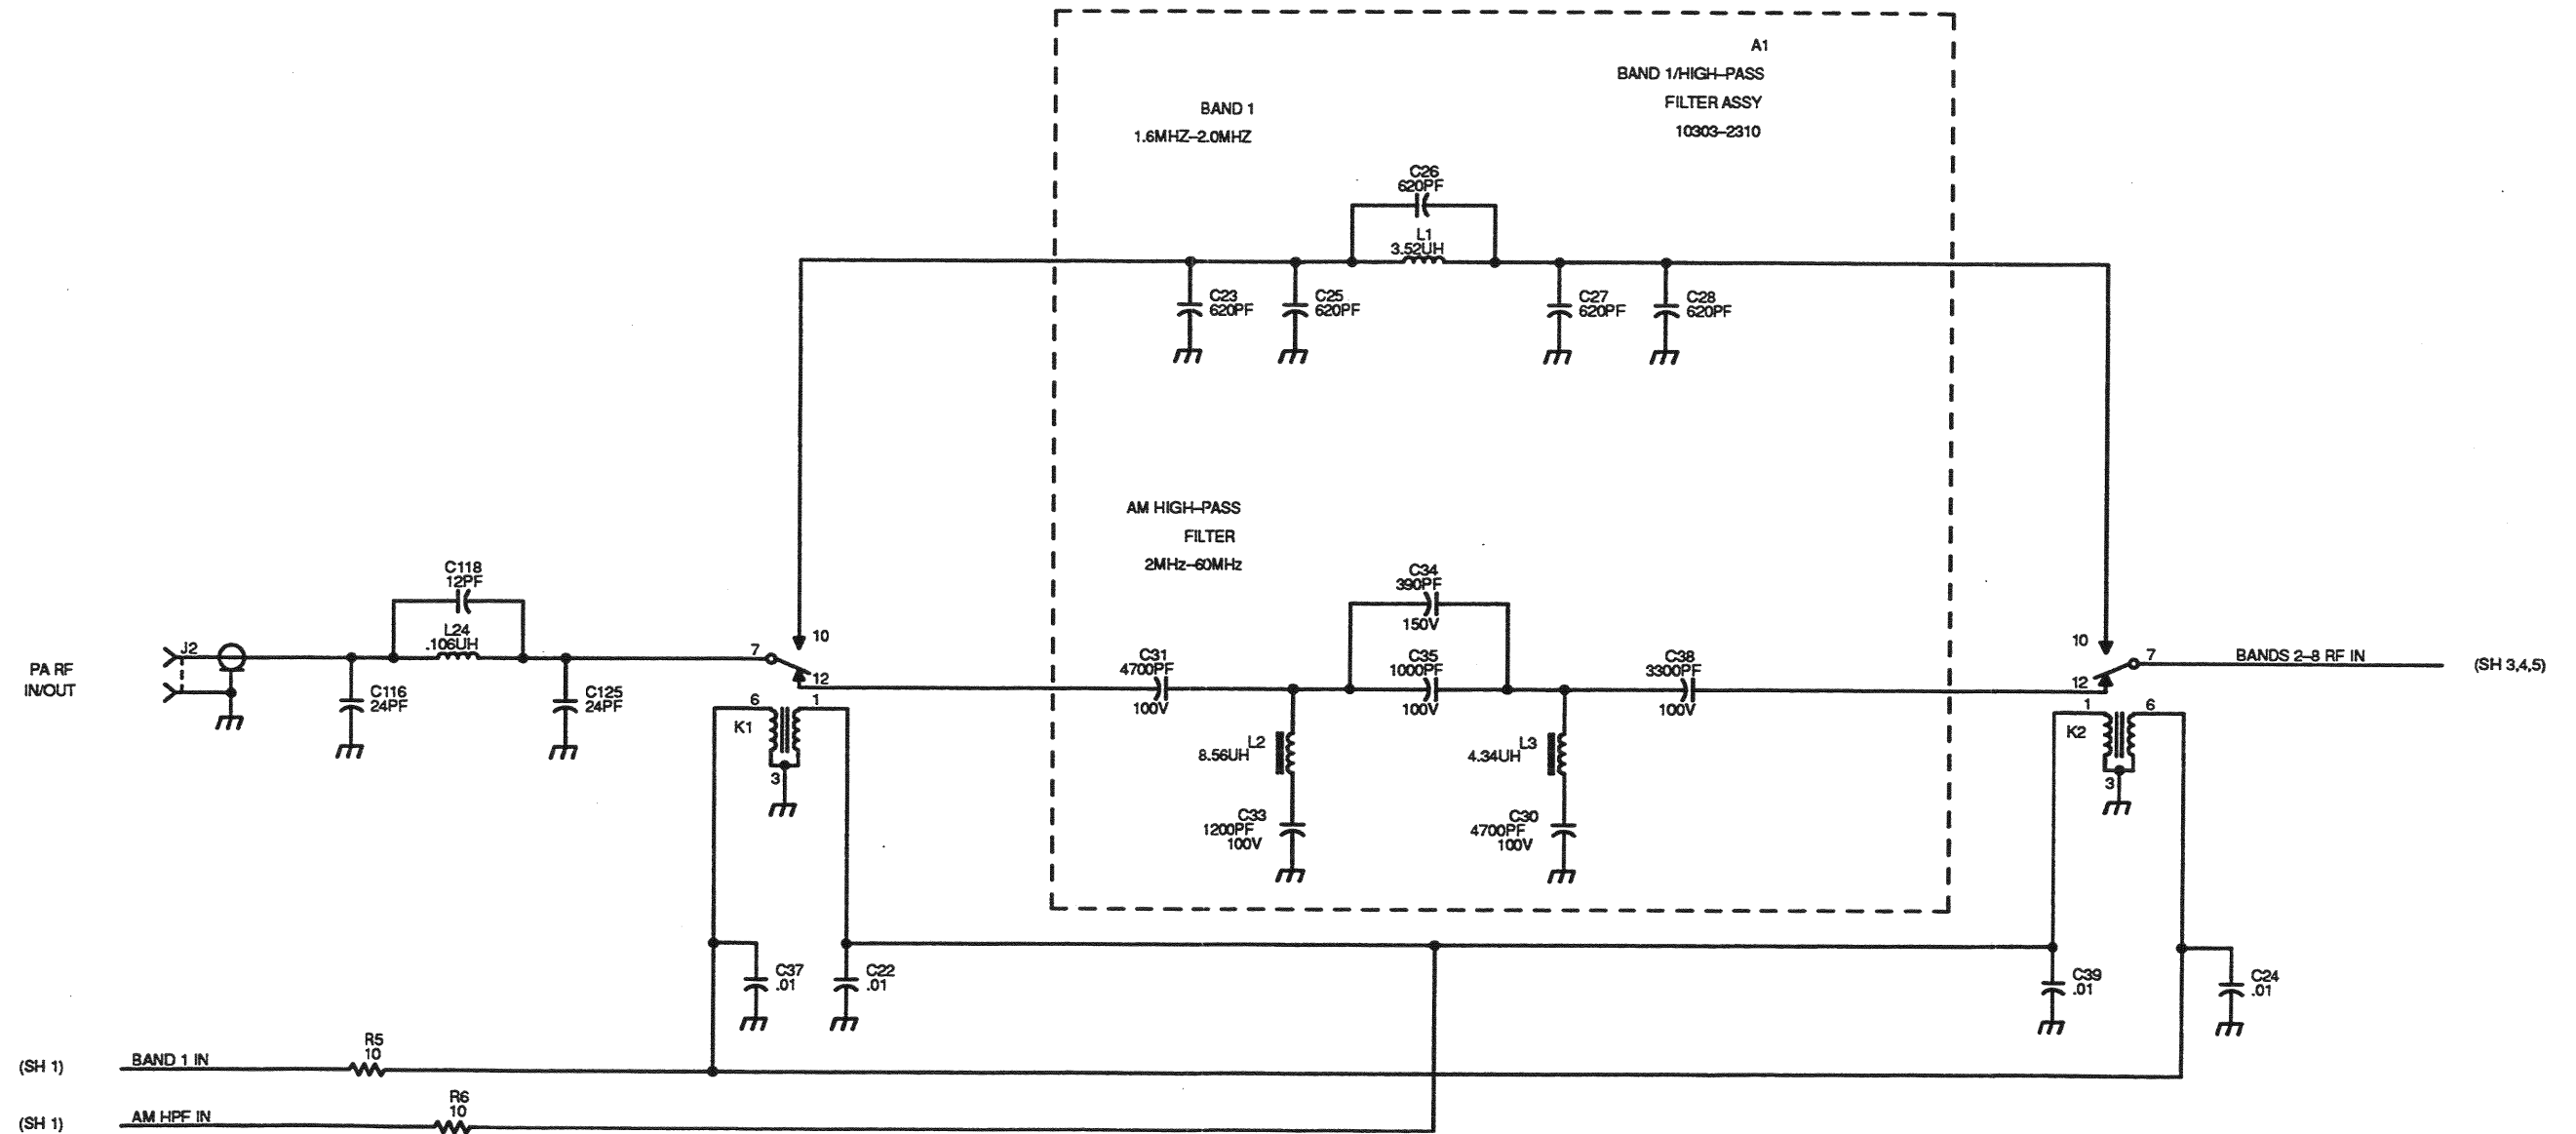 A1
BAND 1/HIGH-PASS
FILTER ASSY
10303-2310
BAND 1
1.6MHZ-2.0MHZ
C26
620PF
L1
3.52UH
C23
620PF
C25
620PF
C27
620PF
C28
620PF
AM HIGH-PASS
FILTER
2MHz-60MHz
C118
12PF
L24
.106UH
J2
PA RF
IN/OUT
C116
24PF
C125
24PF
7
10
12
6
1
K1
3
C31
4700PF
100V
C34
390PF
150V
C35
1000PF
100V
C38
3300PF
100V
L2
8.56UH
L3
4.34UH
C33
1200PF
100V
C30
4700PF
100V
10
7
12
BANDS 2-8 RF IN
(SH 3,4,5)
1
6
K2
3
C37
.01
C22
.01
C39
.01
C24
.01
(SH 1)
BAND 1 IN
R5
10
(SH 1)
AM HPF IN
R6
10